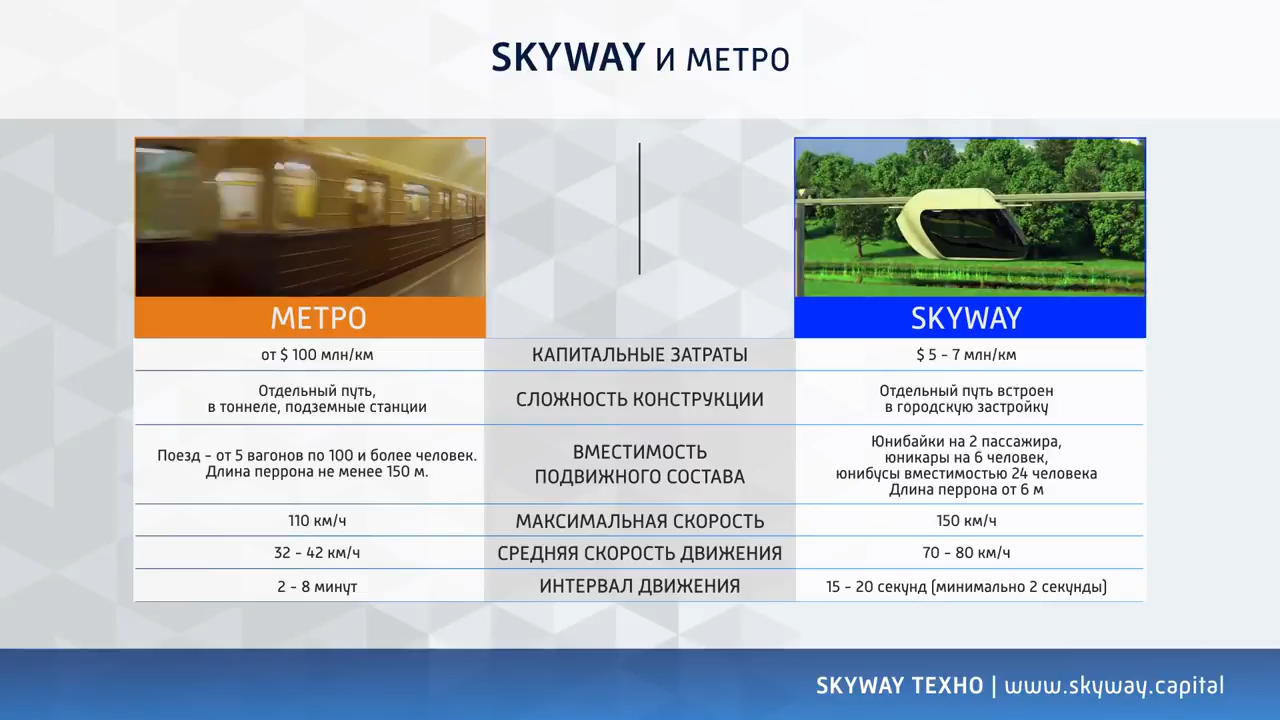 SKYWAY И МЕТРО
МЕТРО
SKYWAY
от $ 100 млн/км
КАПИТАЛЬНЫЕ ЗАТРАТЫ
$ 5 - 7 млн/км
Отдельный путь,
в тоннеле, подземные станции
СЛОЖНОСТЬ КОНСТРУКЦИИ
Отдельный путь встроен
в городскую застройку
Поезд - от 5 вагонов по 100 и более человек.
Длина перрона не менее 150 м.
ВМЕСТИМОСТЬ
ПОДВИЖНОГО СОСТАВА
Юнибайки на 2 пассажира,
юникары на 6 человек,
юнибусы вместимостью 24 человека
Длина перрона от 6 м
110 км/ч
МАКСИМАЛЬНАЯ СКОРОСТЬ
150 км/ч
32 - 42 км/ч
СРЕДНЯЯ СКОРОСТЬ ДВИЖЕНИЯ
70 - 80 км/ч
2 - 8 минут
ИНТЕРВАЛ ДВИЖЕНИЯ
15 - 20 секунд (минимально 2 секунды)
SKYWAY ТЕХНО | www.skyway.capital